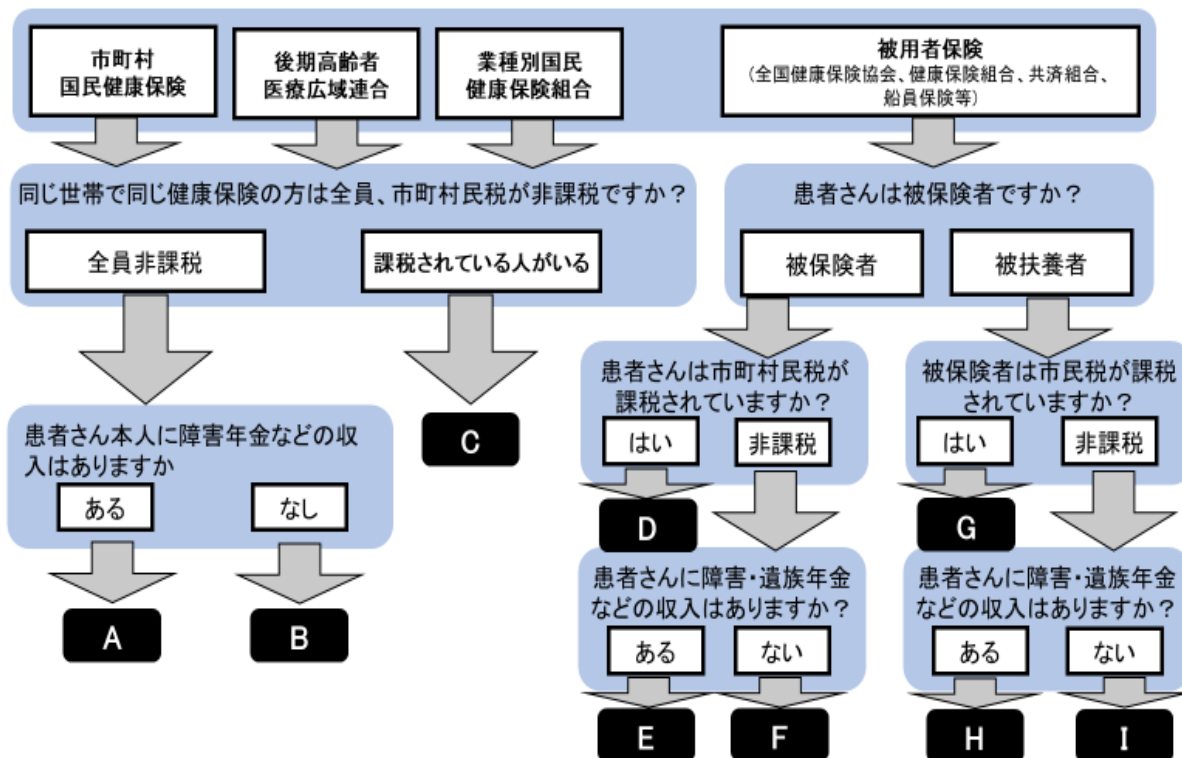 市町村
国民健康保険
後期高齢者
医療広域連合
業種別国民
健康保険組合
被用者保険
（全国健康保険協会、健康保険組合、共済組合、
船員保険等）
同じ世帯で同じ健康保険の方は全員、市町村民税が非課税ですか？
全員非課税
課税されている人がいる
患者さんは被保険者ですか？
被保険者
被扶養者
患者さん本人に障害年金などの収
入はありますか
ある
なし
A
B
C
患者さんは市町村民税が
課税されていますか？
はい
非課税
D
患者さんに障害・遺族年金
などの収入はありますか？
ある
ない
E
F
被保険者は市民税が課税
されていますか？
はい
非課税
G
患者さんに障害・遺族年金
などの収入はありますか？
ある
ない
H
I